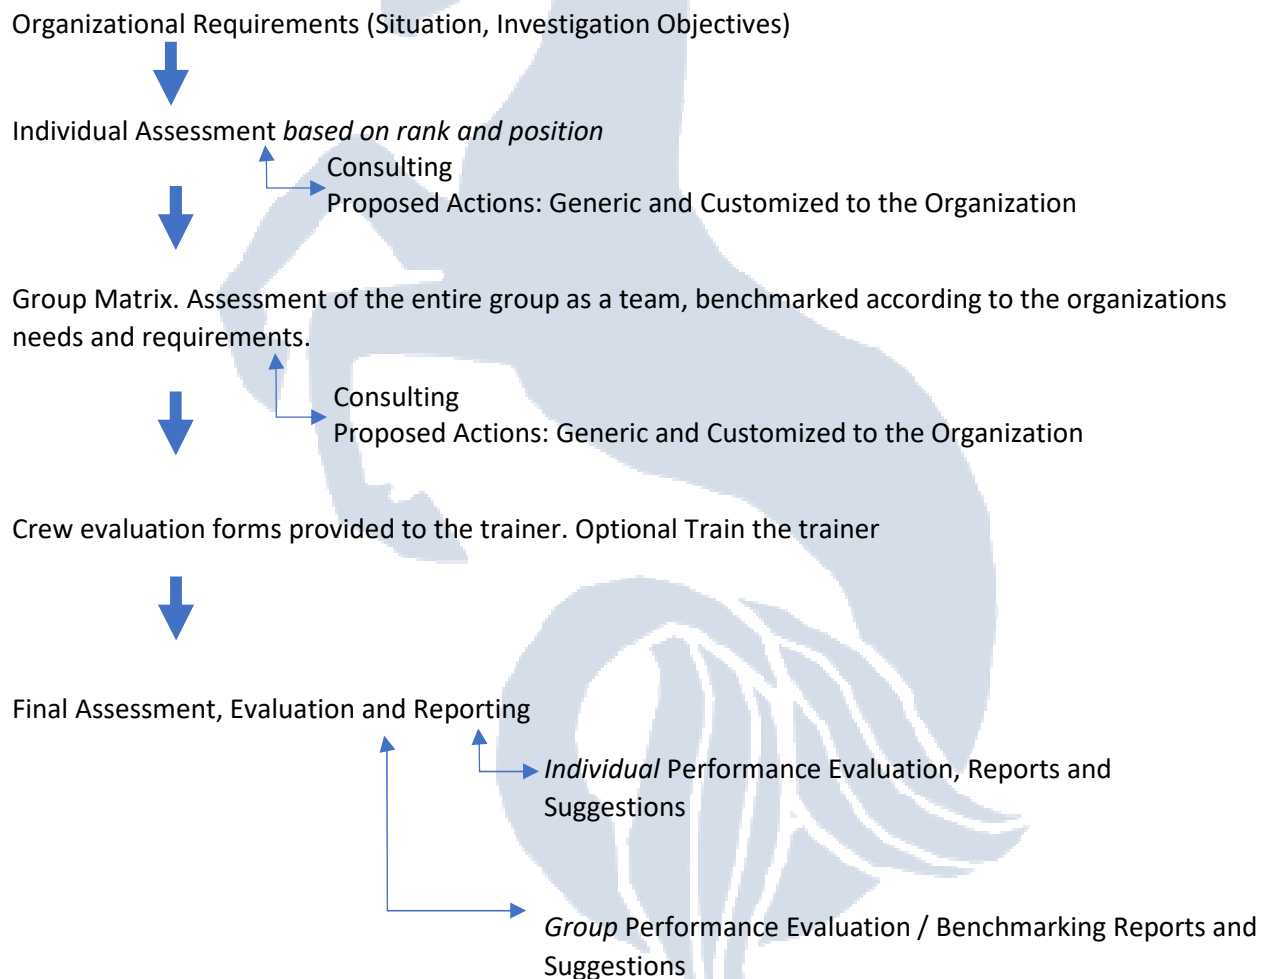 Organizational Requirements (Situation, Investigation Objectives)
Individual Assessment based on rank and position
Consulting
Proposed Actions: Generic and Customized to the Organization
Group Matrix. Assessment of the entire group as a team, benchmarked according to the organizations
needs and requirements.
Consulting
Proposed Actions: Generic and Customized to the Organization
Crew evaluation forms provided to the trainer. Optional Train the trainer
Final Assessment, Evaluation and Reporting
Individual Performance Evaluation, Reports and
Suggestions
Group Performance Evaluation / Benchmarking Reports and
Suggestions